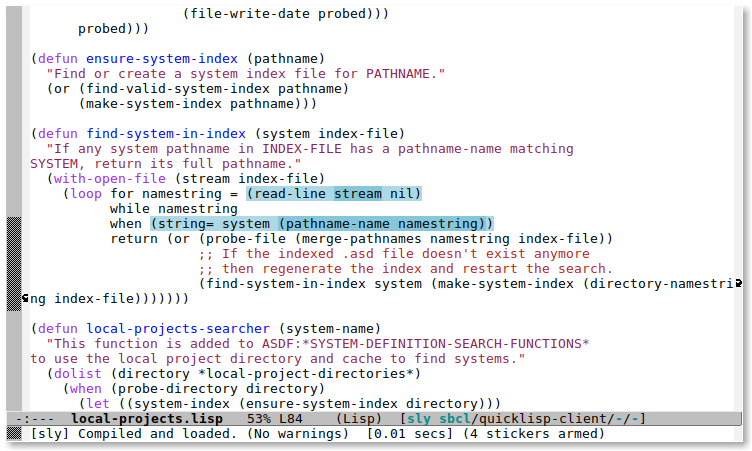 (file-write-date probed)))
probed)))
(defun ensure-system-index (pathname)
"Find or create a system index file for PATHNAME."
(or (find-valid-system-index pathname)
(make-system-index pathname)))
(defun find-system-in-index (system index-file)
"If any system pathname in INDEX-FILE has a pathname-name matching
SYSTEM, return its full pathname."
(with-open-file (stream index-file)
(loop for namestring = (read-line stream nil)
while namestring
when (string= system (pathname-name namestring))
return (or (probe-file (merge-pathnames namestring index-file))
;; If the indexed .asd file doesn't exist anymore
;; then regenerate the index and restart the search.
(find-system-in-index system (make-system-index (directory-namestri
ng index-file)))))))
(defun local-projects-searcher (system-name)
"This function is added to ASDF:*SYSTEM-DEFINITION-SEARCH-FUNCTIONS*
to use the local project directory and cache to find systems."
(dolist (directory *local-project-directories*)
(when (probe-directory directory)
(let ((system-index (ensure-system-index directory)))
-:--- local-projects.lisp 53% L84 (Lisp) [sly sbcl/quicklisp-client/-/-]
[sly] Compiled and loaded. (No warnings) [0.01 secs] (4 stickers armed)